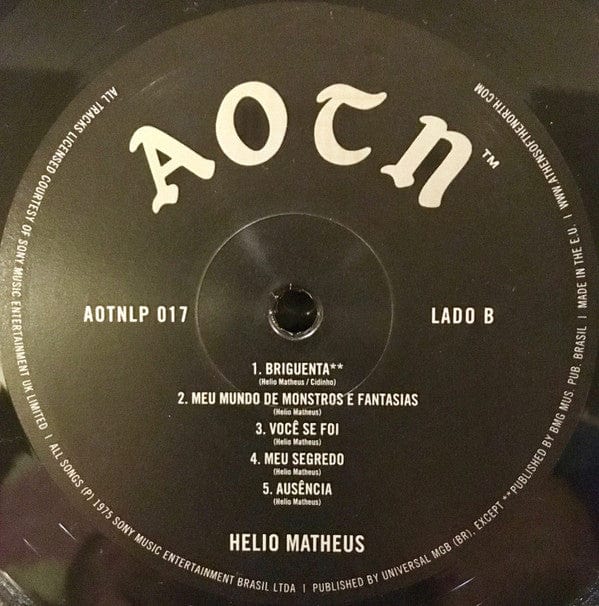 AOTN™
AOTNLP 017
LADO B
1. BRIGUENTA**
(Helio Matheus / Cidinho)
2. MEU MUNDO DE MONSTROS E FANTASIAS
(Helio Matheus)
3. VOCÊ SE FOI
(Helio Matheus)
4. MEU SEGREDO
(Helio Matheus)
5. AUSÊNCIA
(Helio Matheus)
HELIO MATHEUS
ALL TRACKS LICENSED COURTESY OF SONY MUSIC ENTERTAINMENT UK LIMITED | ALL SONGS (P) 1975 SONY MUSIC ENTERTAINMENT BRASIL LTDA | PUBLISHED BY UNIVERSAL MGB (BR), EXCEPT **PUBLISHED BY BMG MUS. PUB. BRASIL | MADE IN THE E.U. | WWW.ATHENSOFTHENORTH.COM